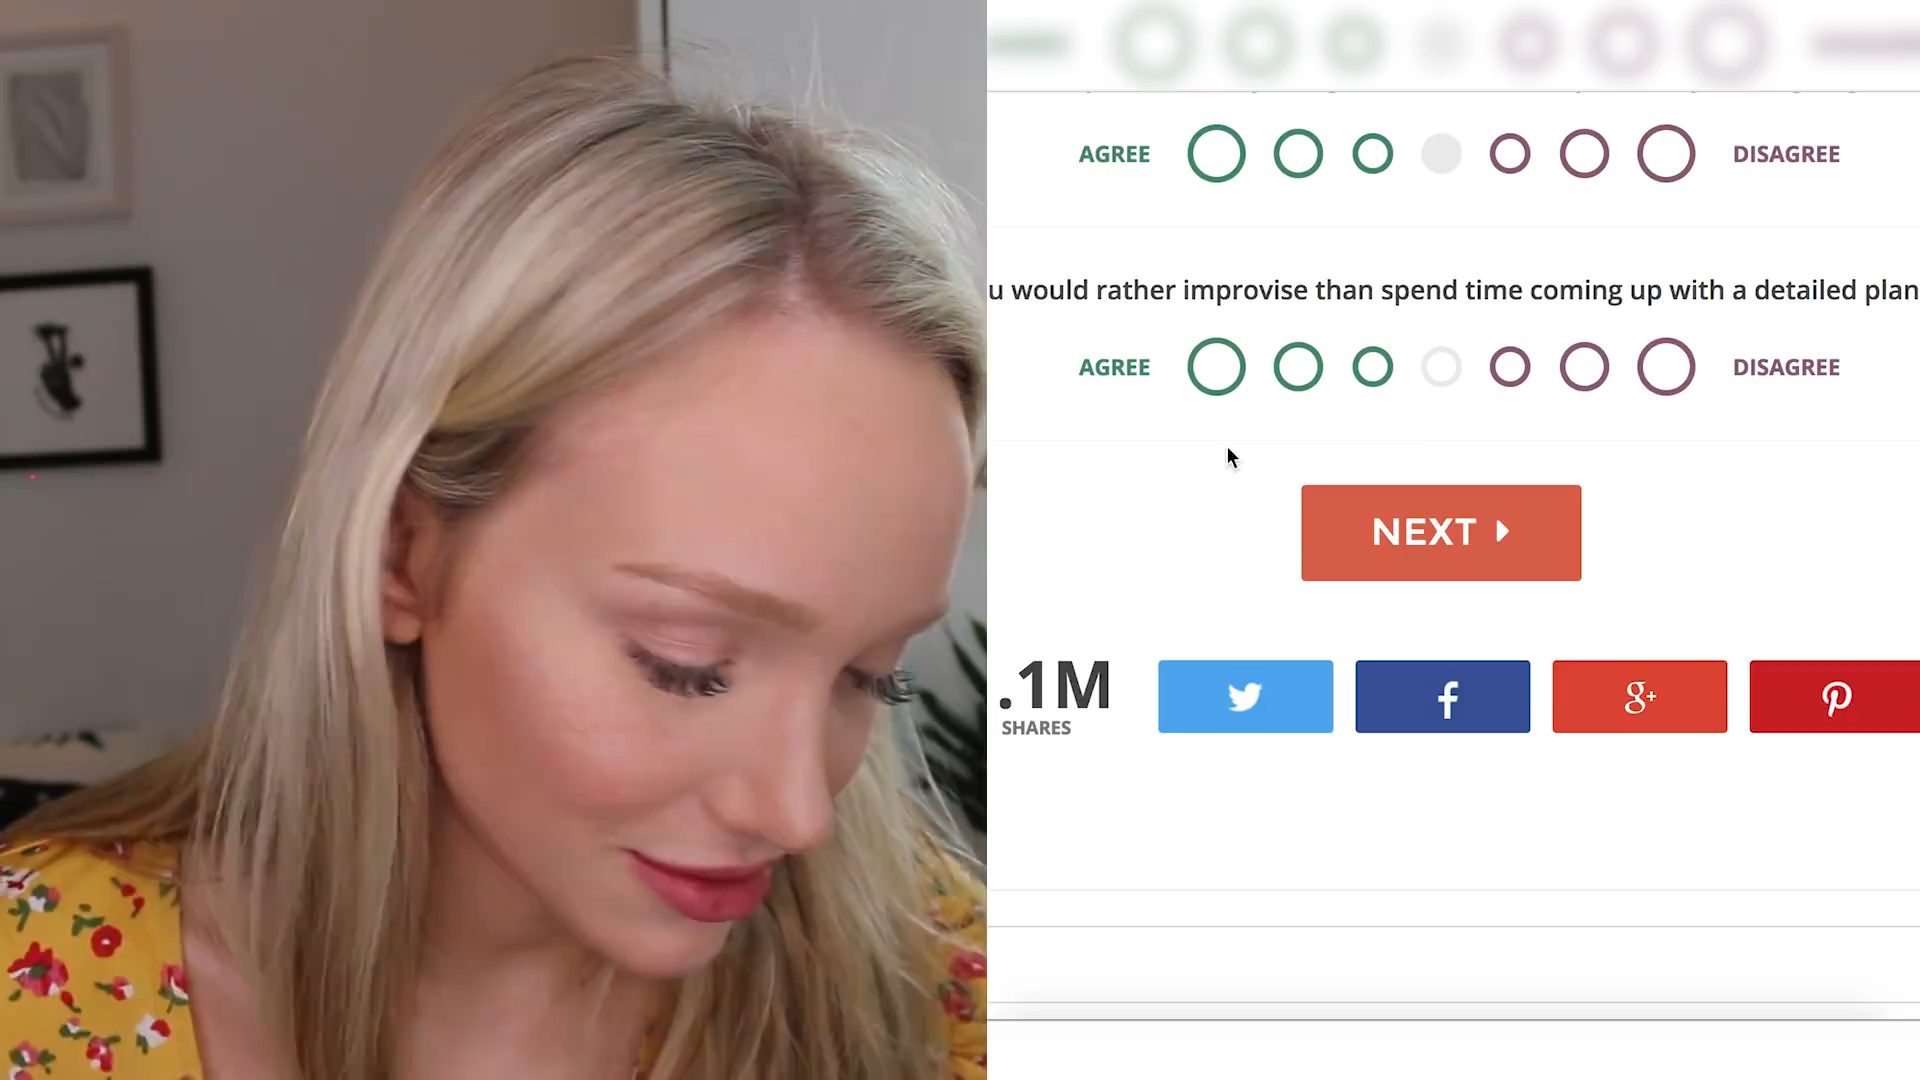 AGREE DISAGREE
u would rather improvise than spend time coming up with a detailed plan
AGREE DISAGREE
NEXT
.1M
SHARES
g+